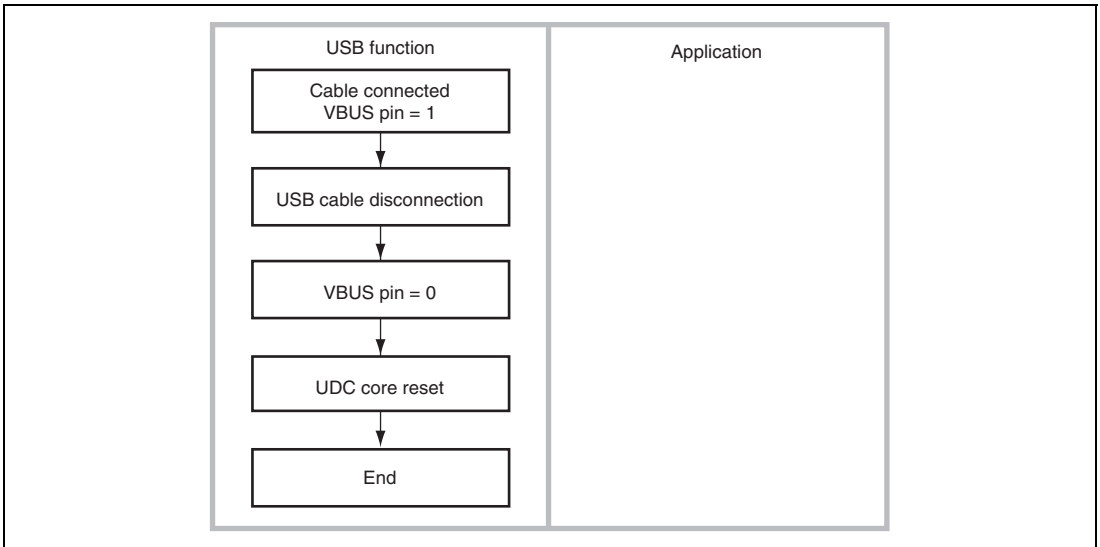 USB function
Application
Cable connected
VBUS pin = 1
USB cable disconnection
VBUS pin = 0
UDC core reset
End